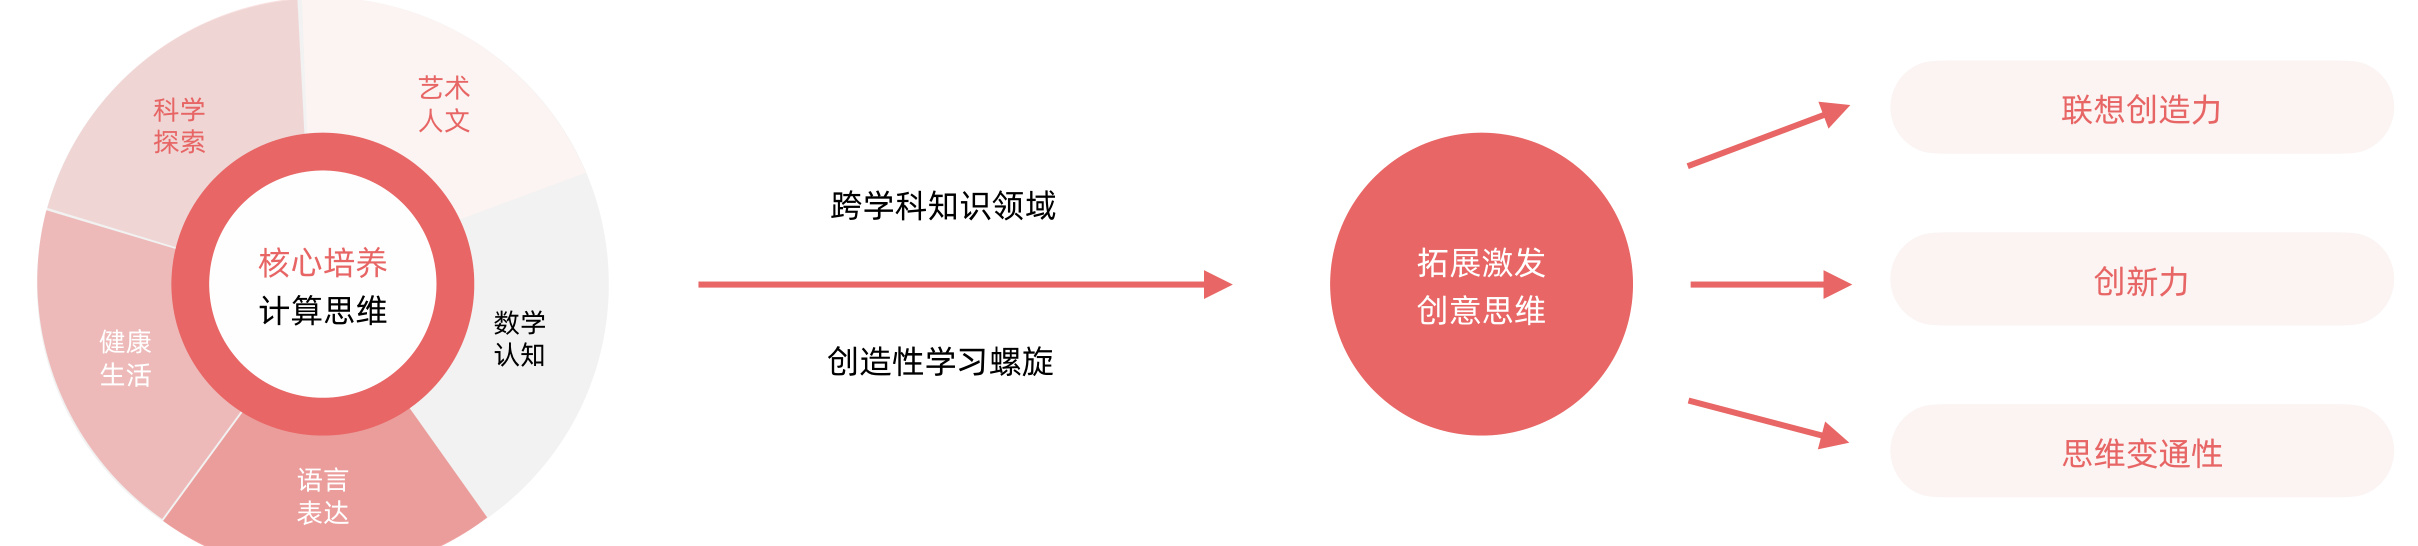 科学
探索
艺术
人文
核心培养
计算思维
健康
生活
数学
认知
语言
表达
跨学科知识领域
创造性学习螺旋
拓展激发
创意思维
联想创造力
创新力
思维变通性